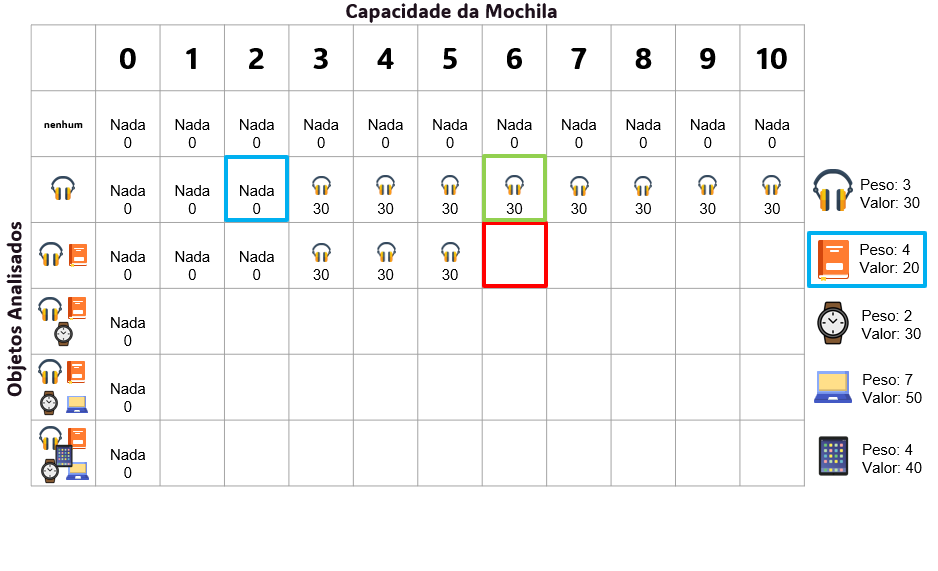 Capacidade da Mochila
0 1 2 3 4 5 6 7 8 9 10
nenhum Nada Nada Nada Nada Nada Nada Nada Nada Nada Nada Nada
0 0 0 0 0 0 0 0 0 0 0
Nada Nada Nada
0 0 0 30 30 30 30 30 30 30 30
Peso: 3
Valor: 30
Objetos Analisados
Nada Nada Nada
0 0 0 30 30 30
Peso: 4
Valor: 20
Nada
0
Peso: 2
Valor: 30
Nada
0
Peso: 7
Valor: 50
Nada
0
Peso: 4
Valor: 40